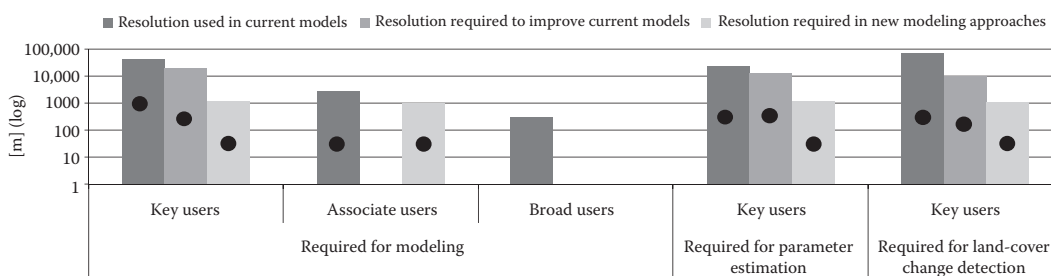 Resolution used in current models
Resolution required to improve current models
Resolution required in new modeling approaches
[m] (log)
100,000
10,000
1000
100
10
1
Key users
Associate users
Broad users
Key users
Key users
Required for modeling
Required for parameter
estimation
Required for land-cover
change detection